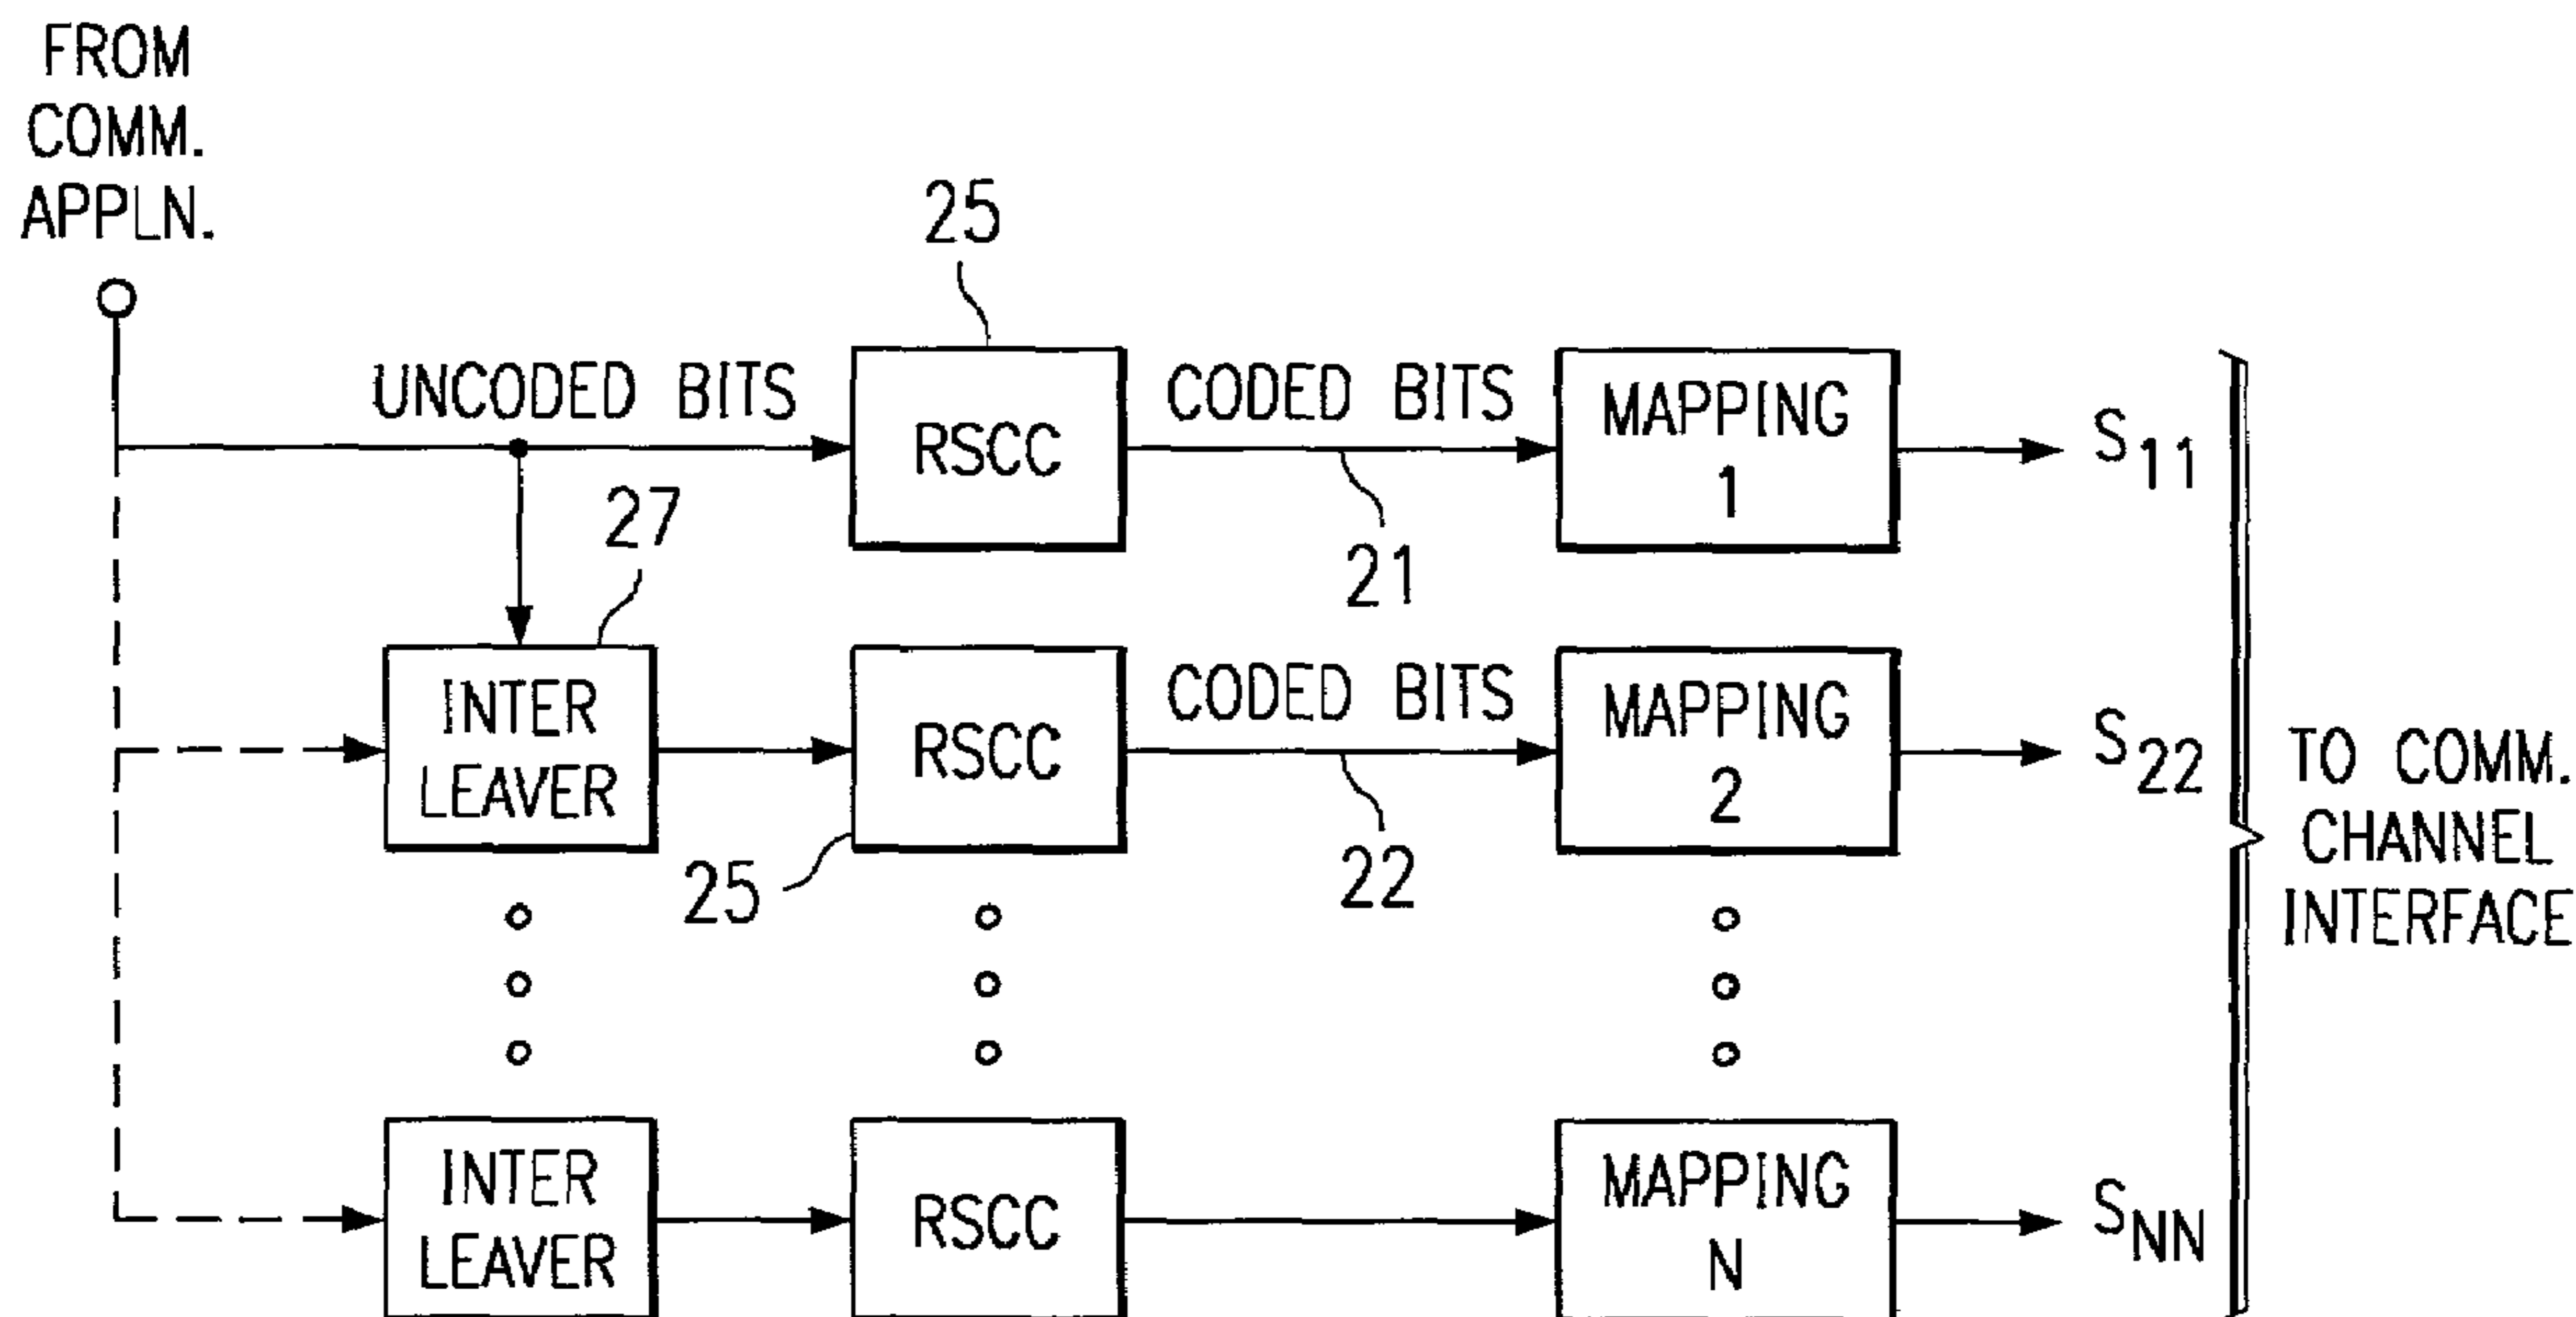 FROM
COMM.
APPLN.
25
UNCODED BITS
RSCC
CODED BITS
MAPPING
1
S11
27
21
INTER
LEAVER
RSCC
25
CODED BITS
22
MAPPING
2
S22
TO COMM.
CHANNEL
INTERFACE
INTER
LEAVER
RSCC
MAPPING
N
SNN